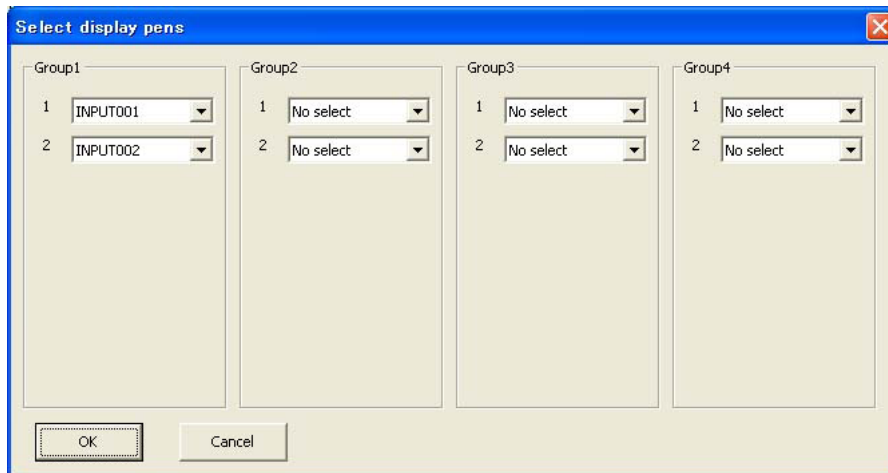 Select display pens
Group1 Group2 Group3 Group4
1 INPUT001 1 No select 1 No select 1 No select
2 INPUT002 2 No select 2 No select 2 No select
OK Cancel